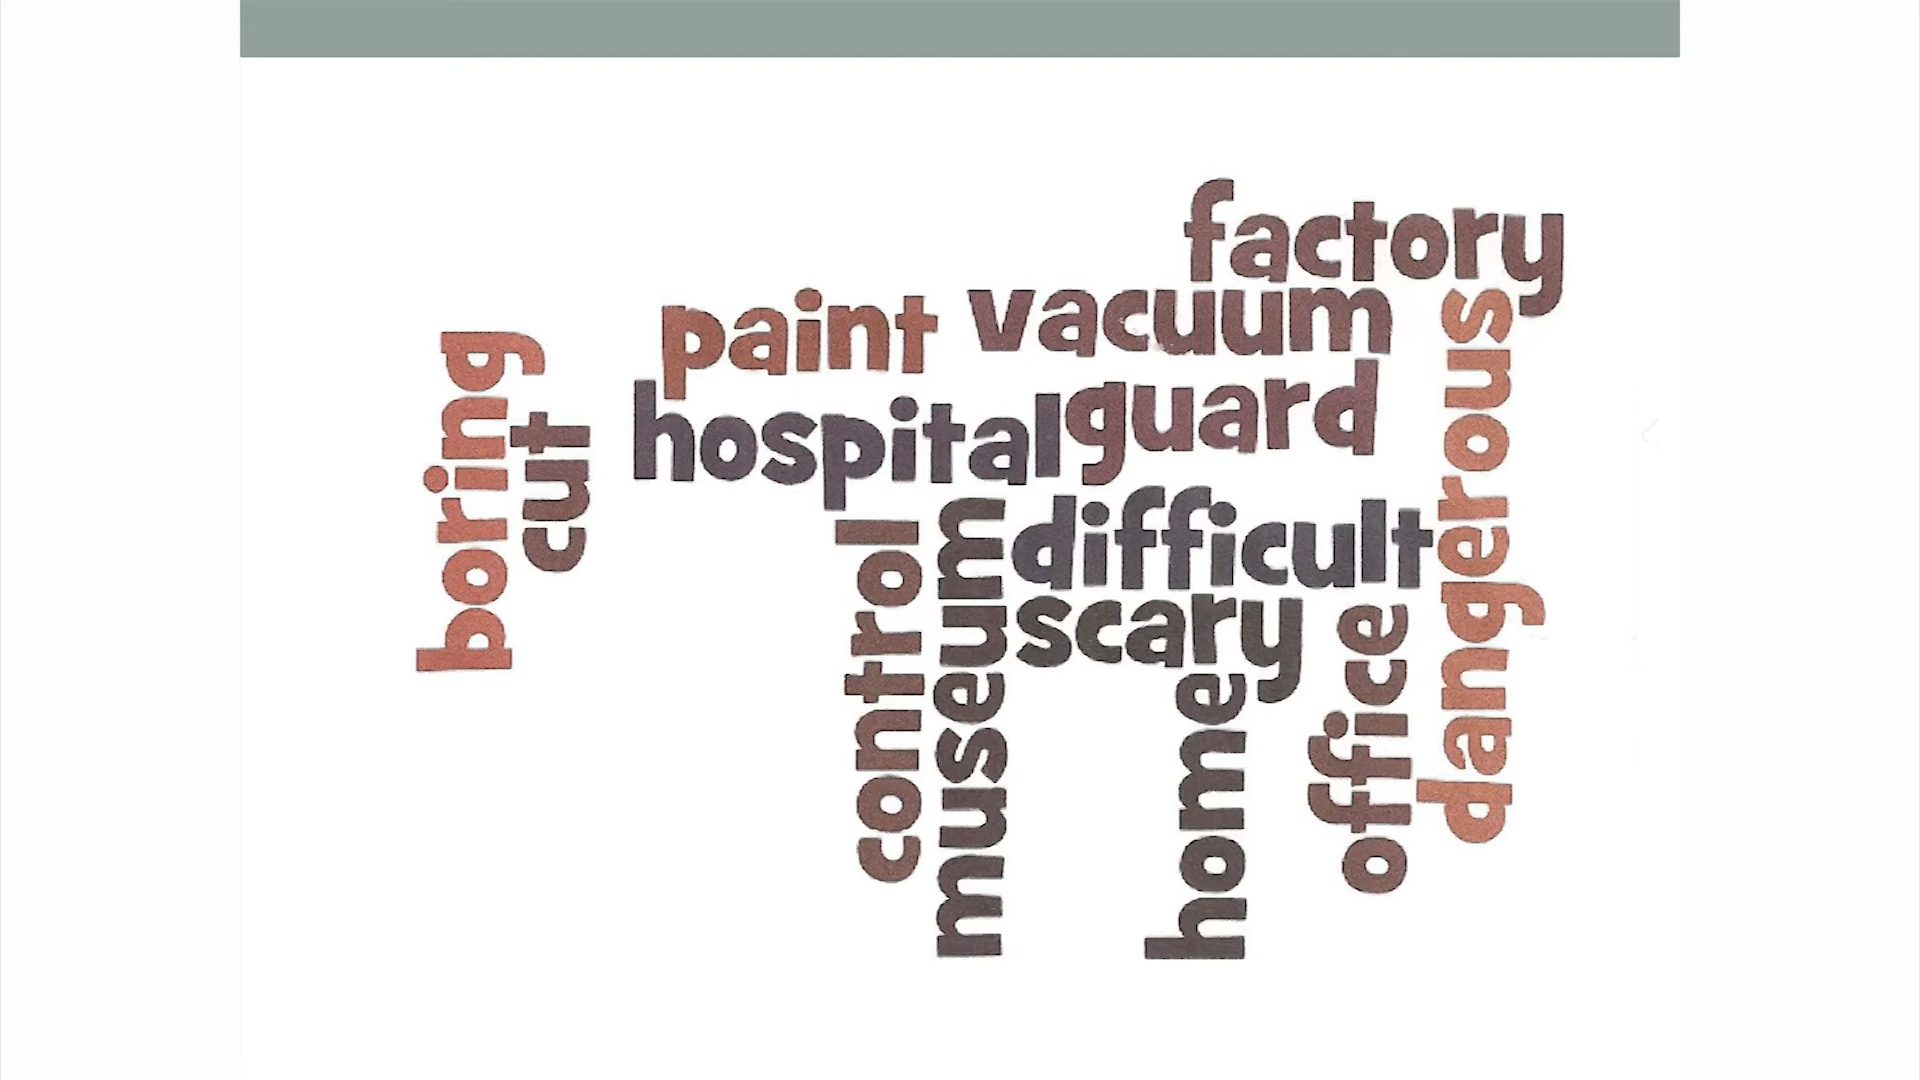 factory
paint
vacuum
boring
cut
hospital
guard
dangerous
control
museum
difficult
scary
home
office